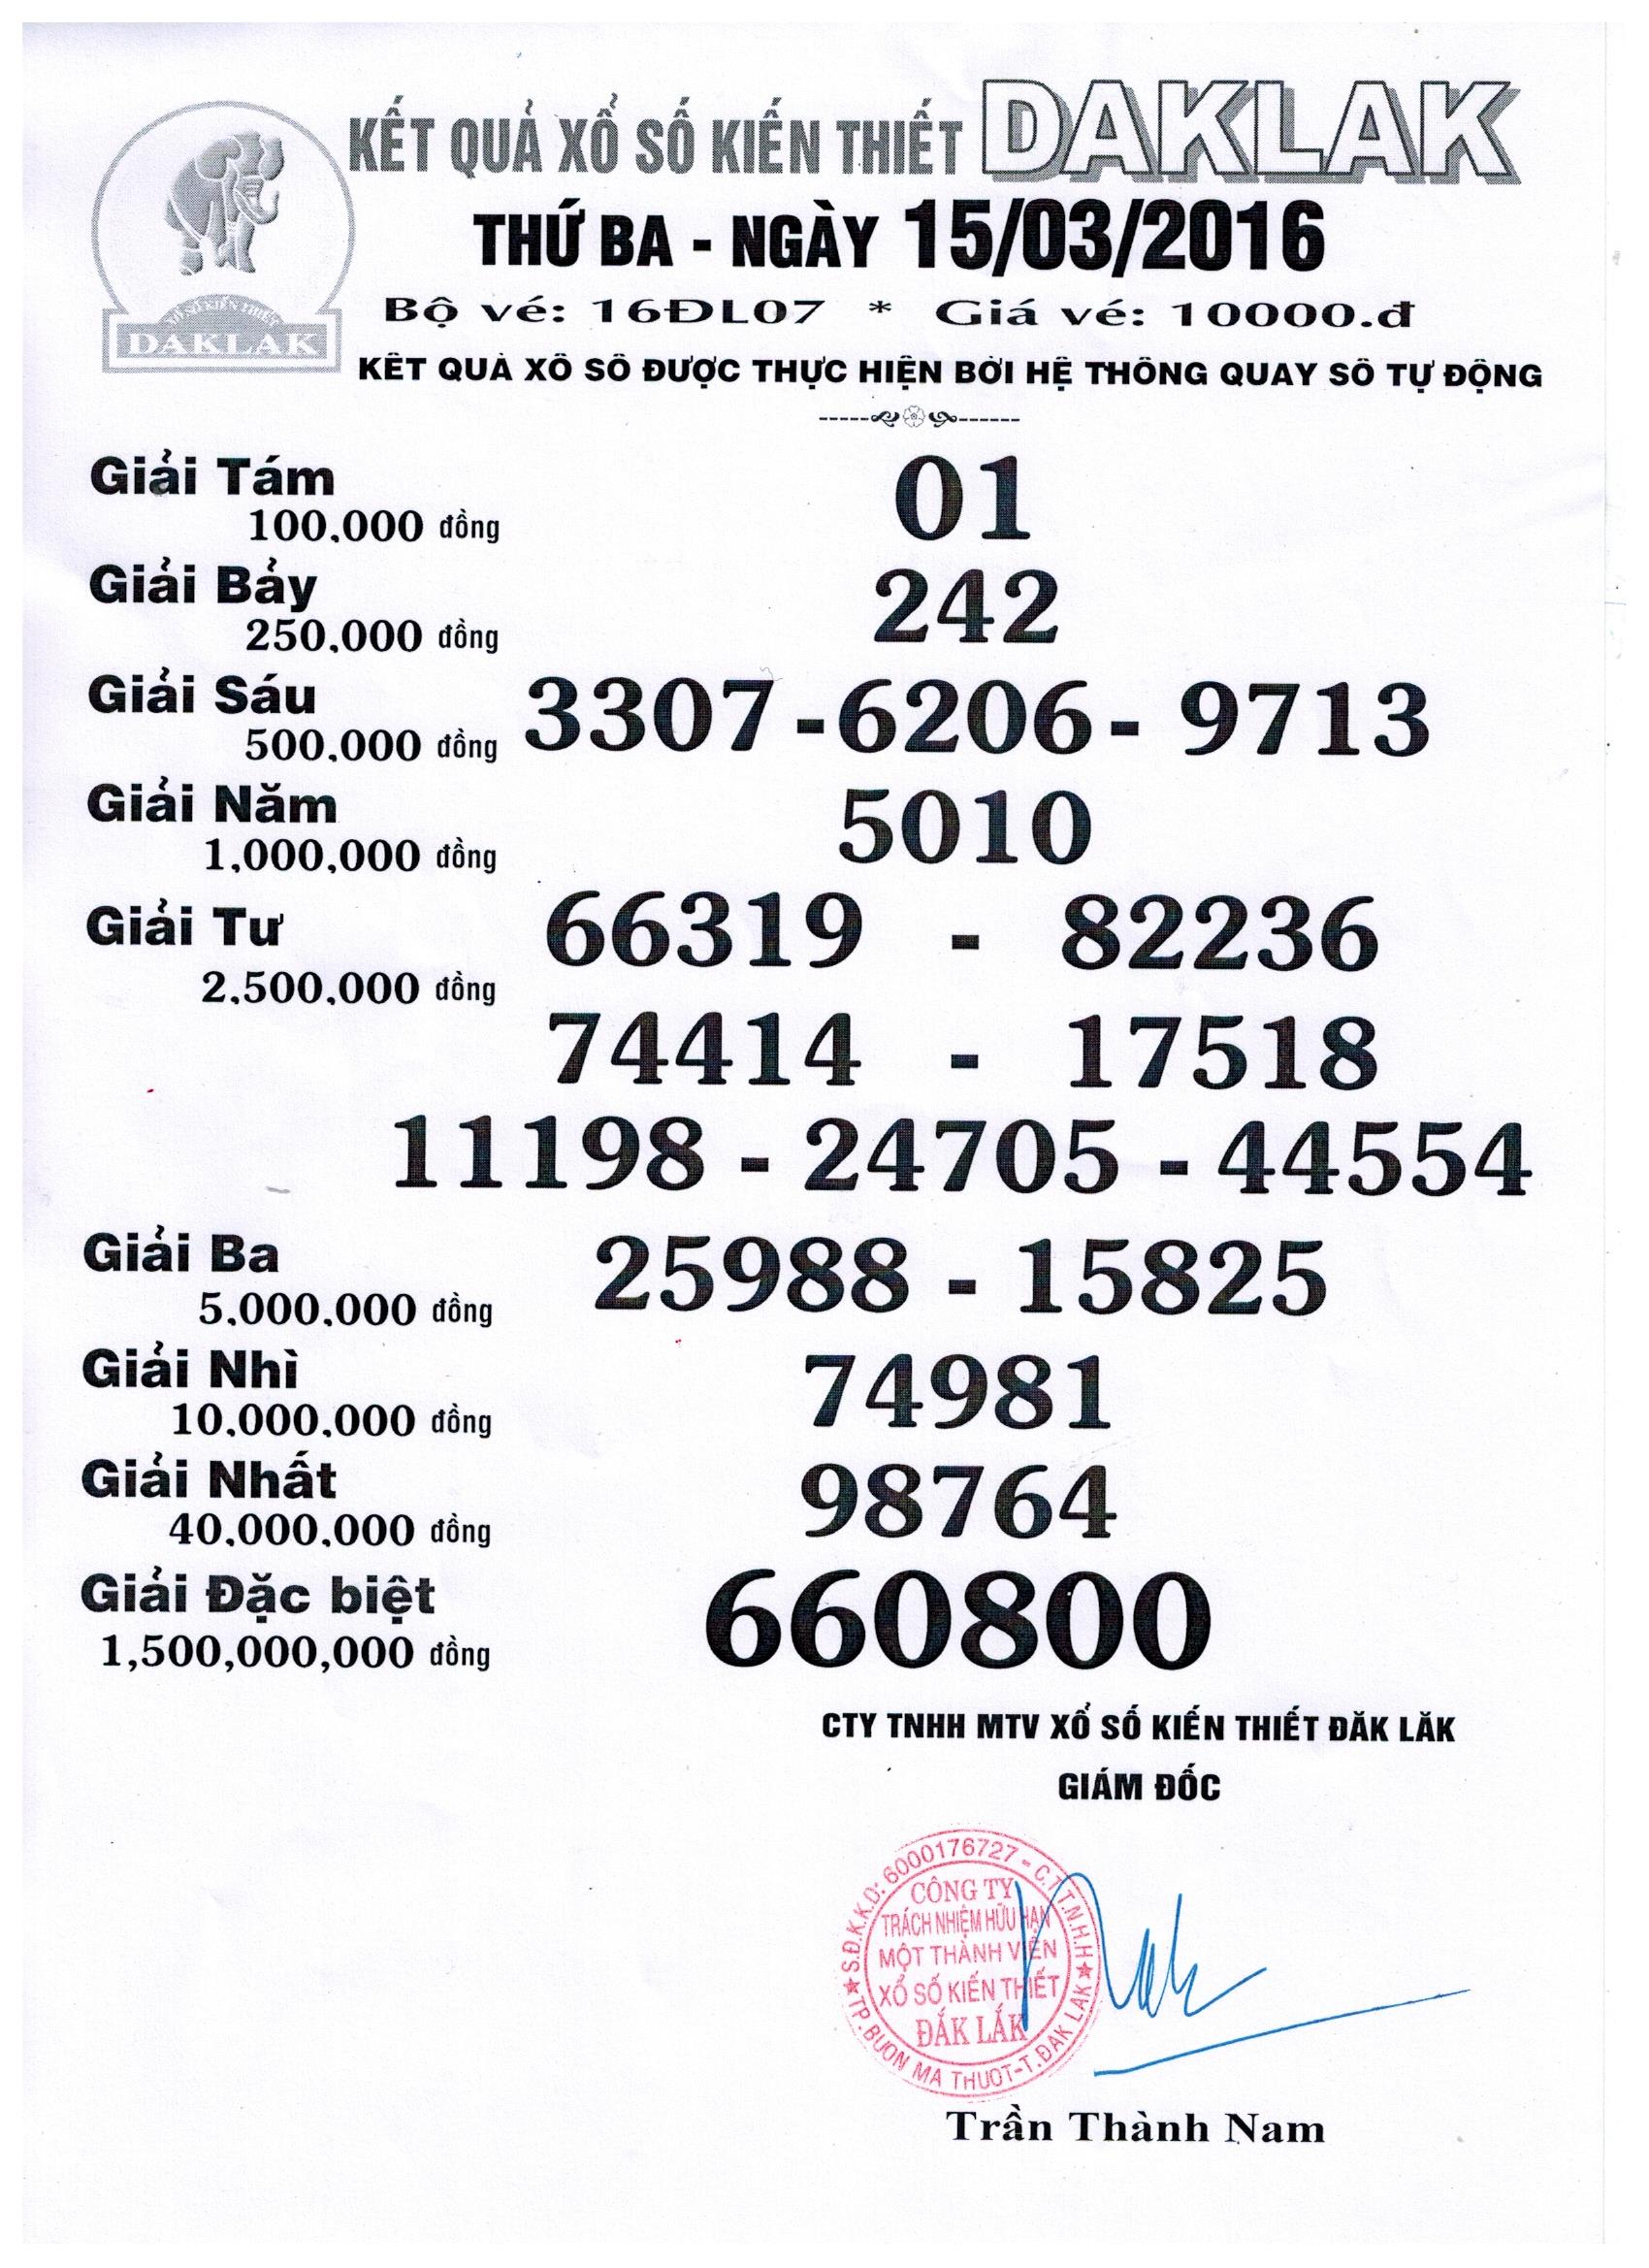 KẾT QUẢ XỔ SỐ KIẾN THIẾT DAKLAK
THỨ BA - NGÀY 15/03/2016
XỔ SỐ KIẾN THIẾT
DAKLAK
Bộ vé: 16ĐL07 * Giá vé: 10000.đ
KẾT QUẢ XỔ SỐ ĐƯỢC THỰC HIỆN BỞI HỆ THỐNG QUAY SỐ TỰ ĐỘNG
Giải Tám 01
100.000 đồng
Giải Bảy 242
250.000 đồng
Giải Sáu 3307 - 6206 - 9713
500.000 đồng
Giải Năm 5010
1,000.000 đồng
Giải Tư 66319 - 82236
2.500.000 đồng
74414 - 17518
11198 - 24705 - 44554
Giải Ba 25988 - 15825
5.000.000 đồng
Giải Nhì 74981
10.000.000 đồng
Giải Nhất 98764
40,000,000 đồng
Giải Đặc biệt 660800
1,500,000,000 đồng
CTY TNHH MTV XỔ SỐ KIẾN THIẾT ĐĂK LĂK
GIÁM ĐỐC
S.Đ.K.K.D: 6000176727 - C.T.T.N.H.H
CÔNG TY
TRÁCH NHIỆM HỮU HẠN
MỘT THÀNH VIÊN
XỔ SỐ KIẾN THIẾT
ĐẮK LẮK
★ TP. BUON MA THUOT - T. ĐAK LAK ★
Trần Thành Nam